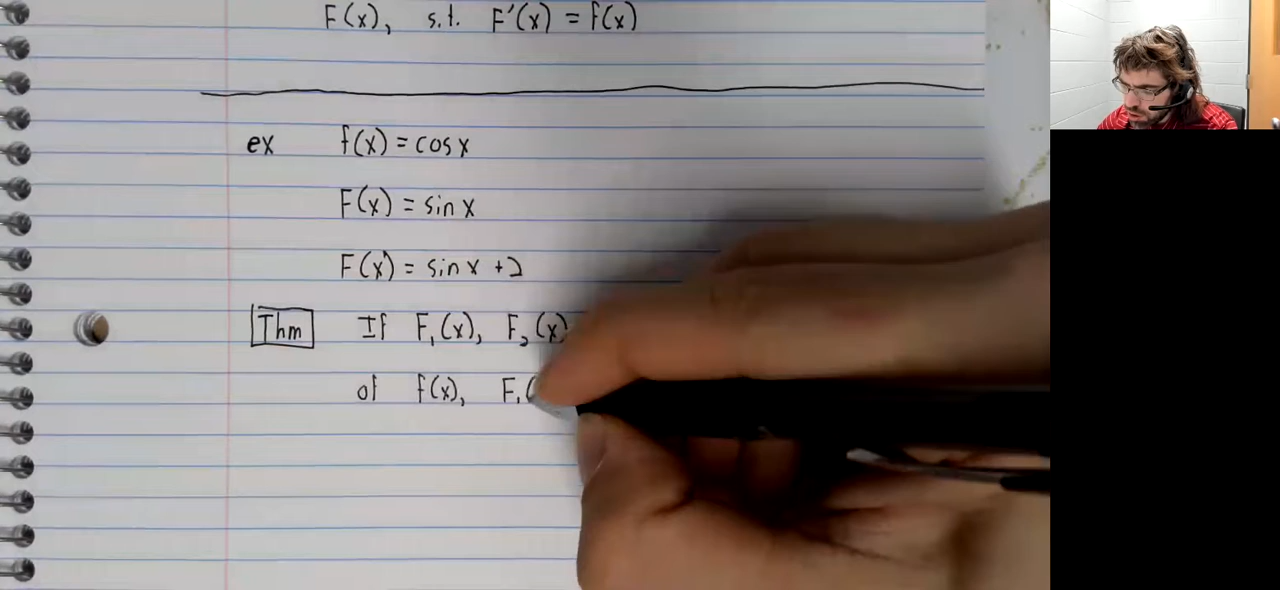 F(x), s.t. F'(x) = f(x)
ex f(x) = cos x
F(x) = sin x
F(x) = sin x + 2
Thm If F₁(x), F₂(x)
of f(x), F₁(